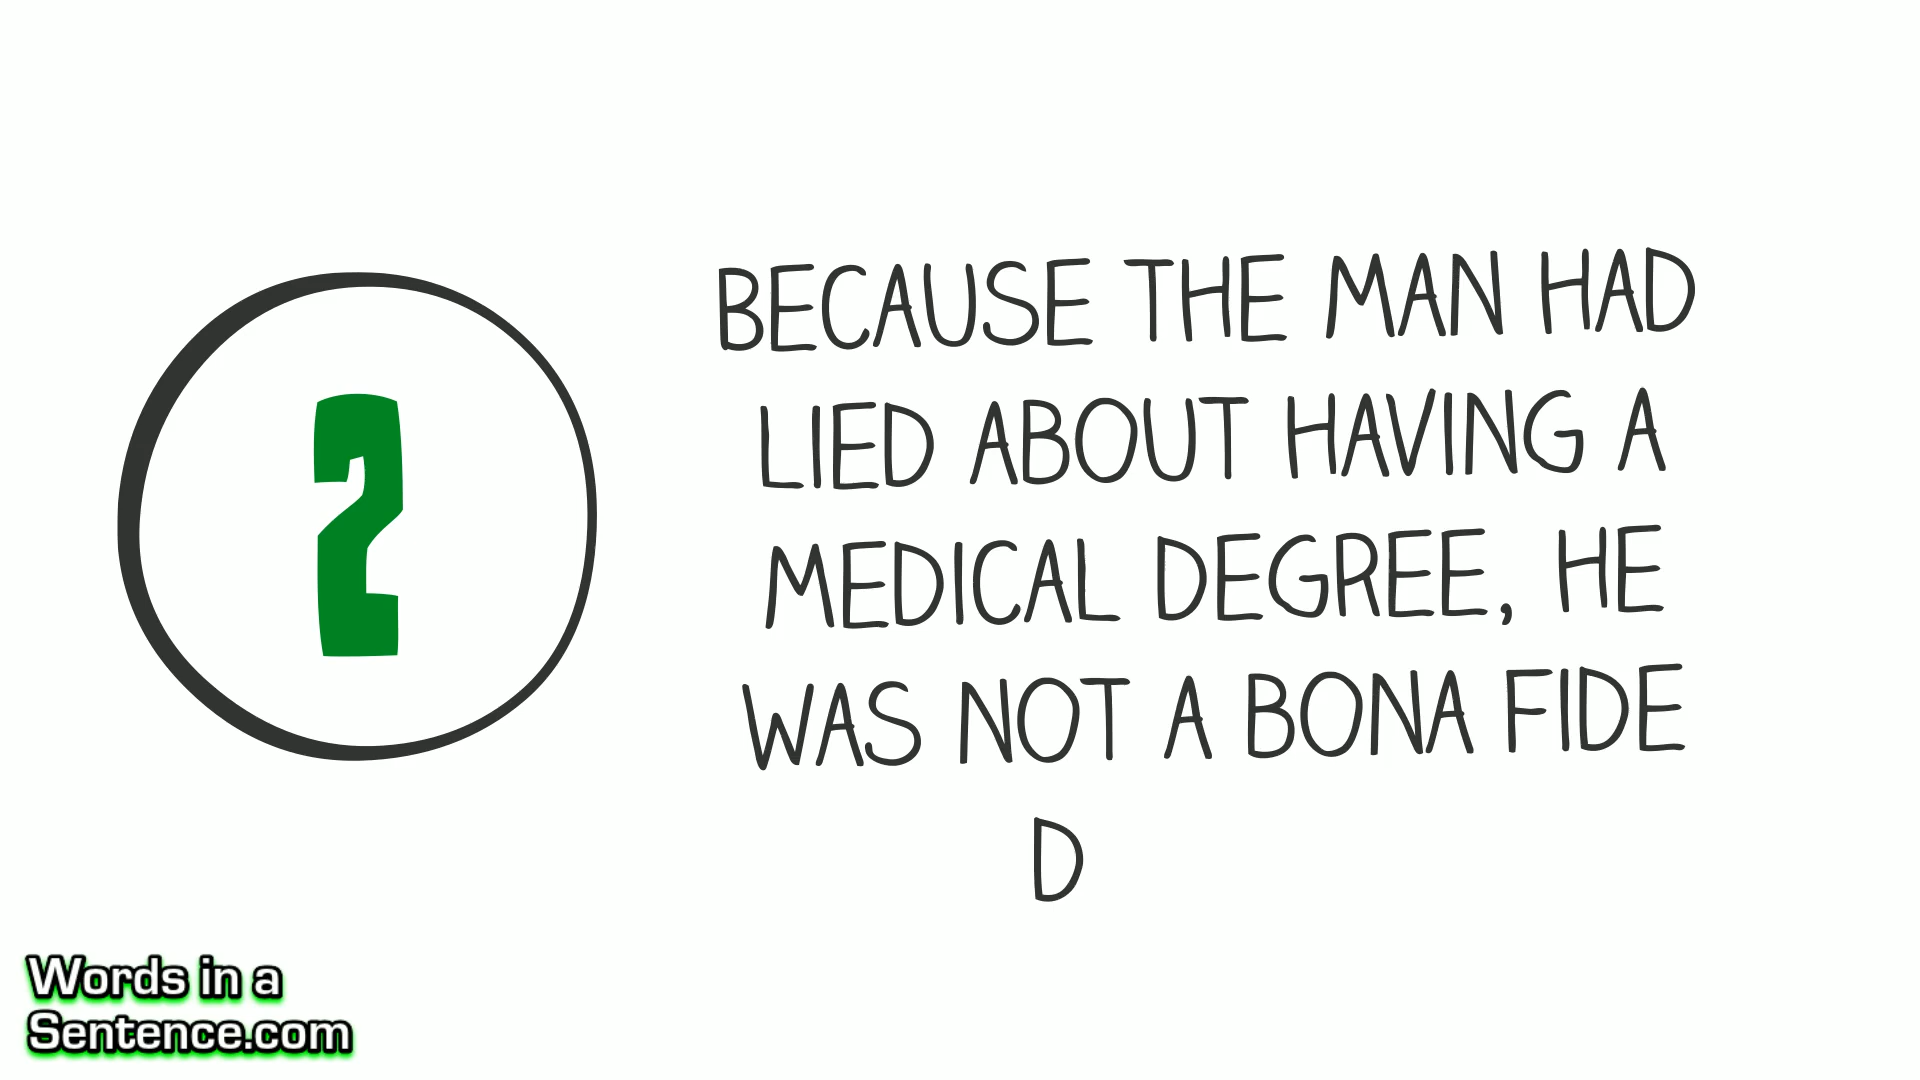 2
BECAUSE THE MAN HAD
LIED ABOUT HAVING A
MEDICAL DEGREE, HE
WAS NOT A BONA FIDE
D
Words in a
Sentence.com